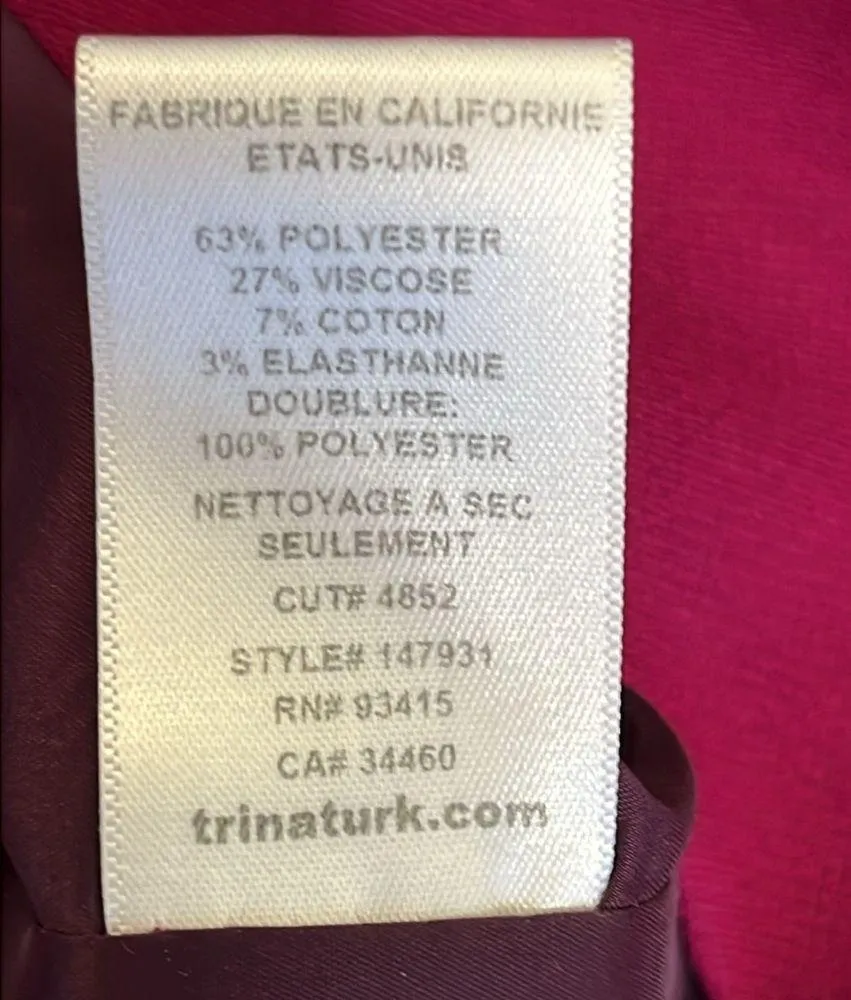 FABRIQUE EN CALIFORNIE
ETATS-UNIS
63% POLYESTER
27% VISCOSE
7% COTON
3% ELASTHANNE
DOUBLURE:
100% POLYESTER
NETTOYAGE A SEC
SEULEMENT
CUT# 4852
STYLE# 147931
RN# 93415
CA# 34460
trinaturk.com